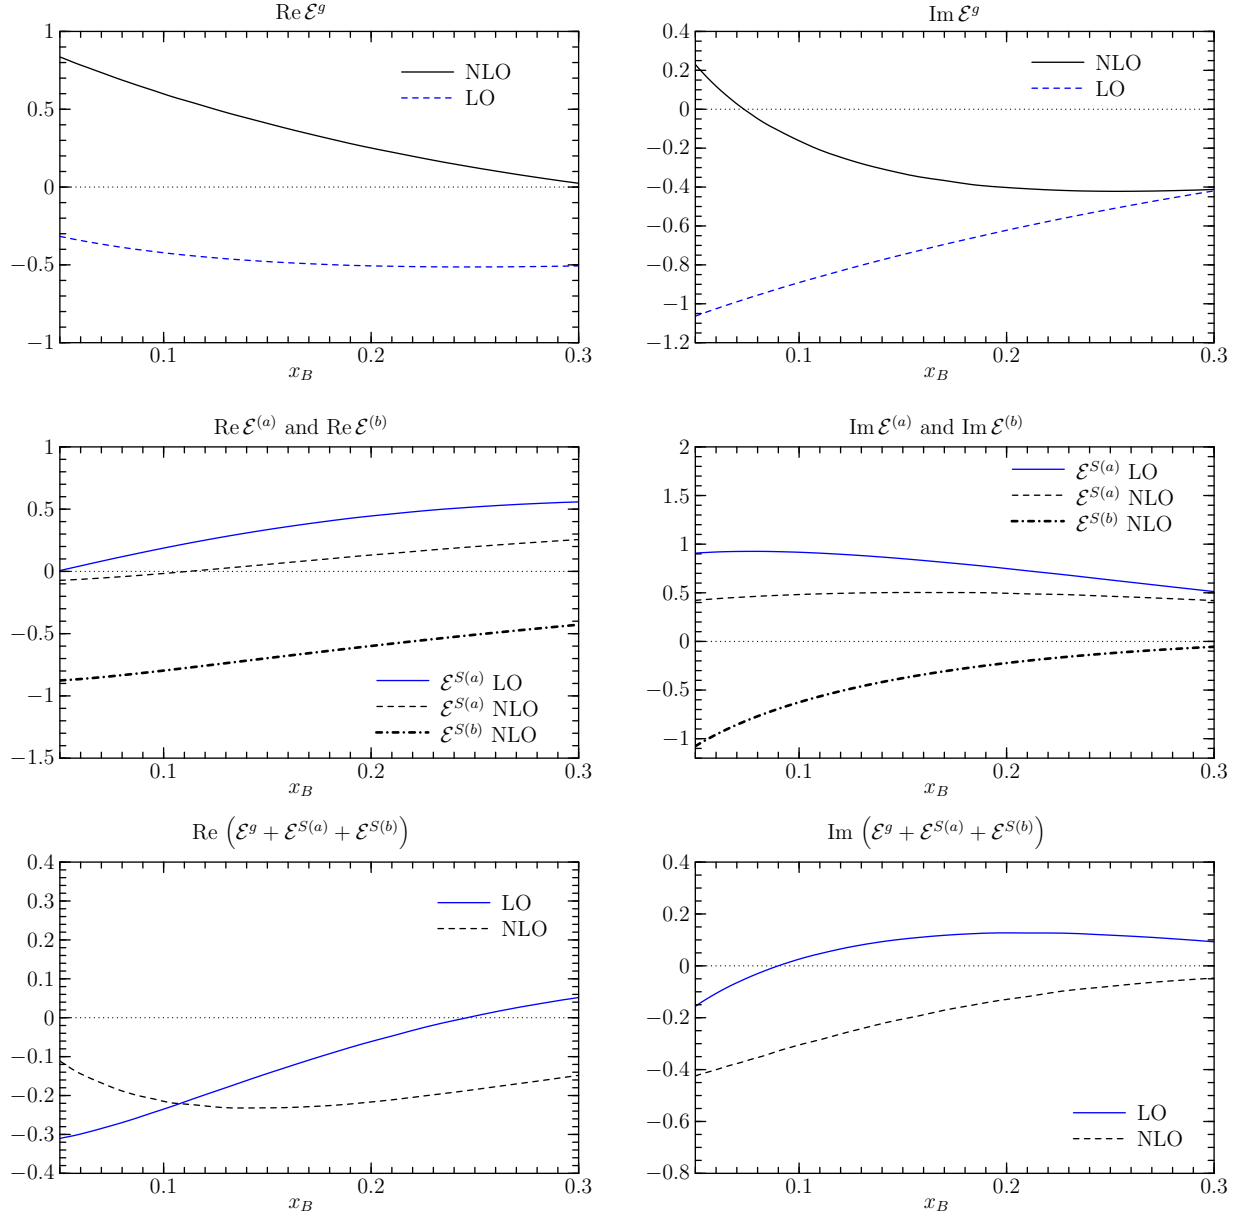 Re ℰ^g
1
0.5
0
−0.5
−1
NLO
LO
0.1 0.2 0.3
x_B
Im ℰ^g
0.4
0.2
0
−0.2
−0.4
−0.6
−0.8
−1
−1.2
NLO
LO
0.1 0.2 0.3
x_B
Re ℰ^(a) and Re ℰ^(b)
1
0.5
0
−0.5
−1
−1.5
ℰ^S(a) LO
ℰ^S(a) NLO
ℰ^S(b) NLO
0.1 0.2 0.3
x_B
Im ℰ^(a) and Im ℰ^(b)
2
1.5
1
0.5
0
−0.5
−1
ℰ^S(a) LO
ℰ^S(a) NLO
ℰ^S(b) NLO
0.1 0.2 0.3
x_B
Re (ℰ^g + ℰ^S(a) + ℰ^S(b))
0.4
0.3
0.2
0.1
0
−0.1
−0.2
−0.3
−0.4
LO
NLO
0.1 0.2 0.3
x_B
Im (ℰ^g + ℰ^S(a) + ℰ^S(b))
0.4
0.2
0
−0.2
−0.4
−0.6
−0.8
LO
NLO
0.1 0.2 0.3
x_B